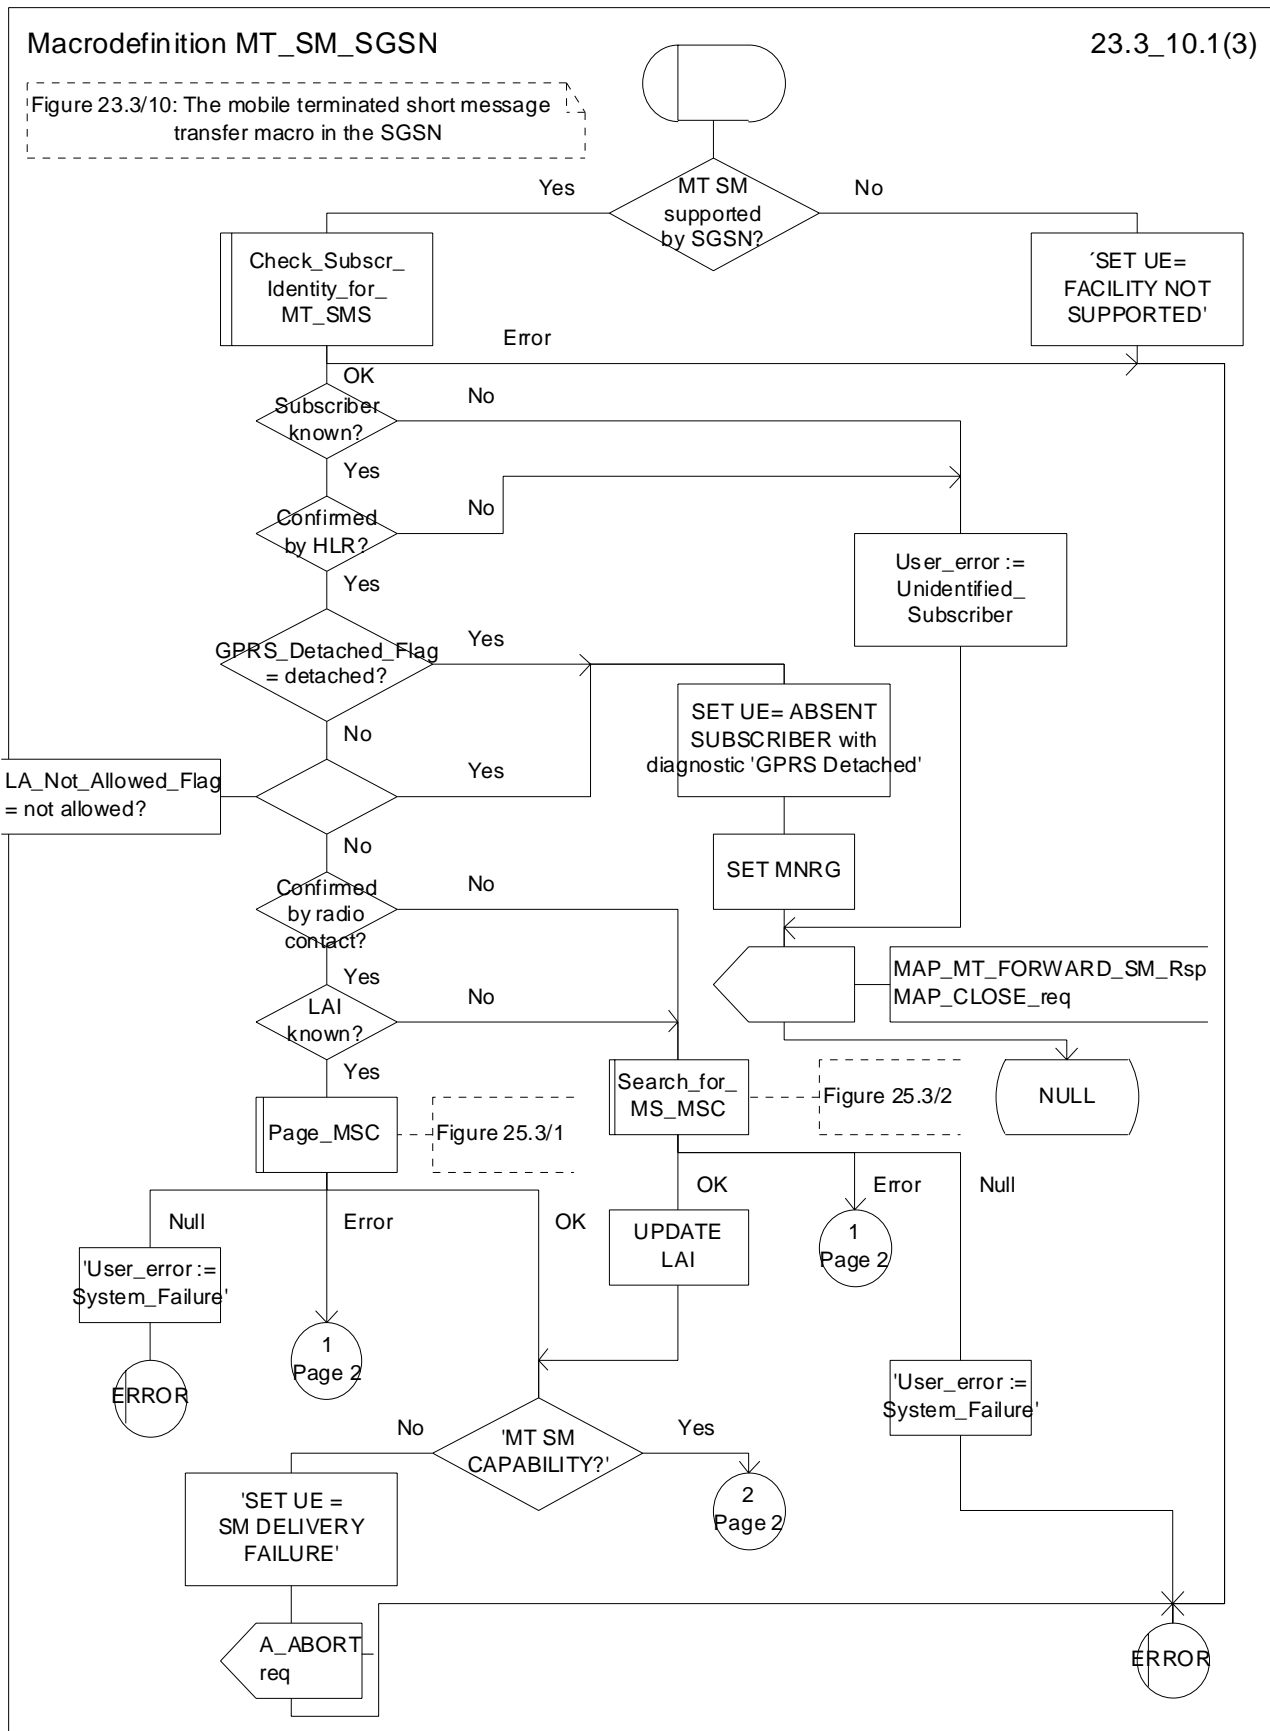 Macrodefinition MT_SM_SGSN
23.3_10.1(3)
Figure 23.3/10: The mobile terminated short message
transfer macro in the SGSN
Yes
MT SM
supported
by SGSN?
No
Check_Subscr_
Identity_for_
MT_SMS
´SET UE=
FACILITY NOT
SUPPORTED'
Error
OK
Subscriber
known?
No
Yes
Confirmed
by HLR?
No
Yes
User_error :=
Unidentified_
Subscriber
GPRS_Detached_Flag
= detached?
Yes
No
SET UE= ABSENT
SUBSCRIBER with
diagnostic 'GPRS Detached'
LA_Not_Allowed_Flag
= not allowed?
Yes
No
SET MNRG
Confirmed
by radio
contact?
No
Yes
MAP_MT_FORWARD_SM_Rsp
MAP_CLOSE_req
LAI
known?
No
Yes
Search_for_
MS_MSC
Figure 25.3/2
NULL
Page_MSC
Figure 25.3/1
OK
Error
Null
Null
Error
OK
UPDATE
LAI
1
Page 2
'User_error :=
System_Failure'
1
Page 2
ERROR
'User_error :=
System_Failure'
No
'MT SM
CAPABILITY?'
Yes
2
Page 2
'SET UE =
SM DELIVERY
FAILURE'
A_ABORT_
req
ERROR